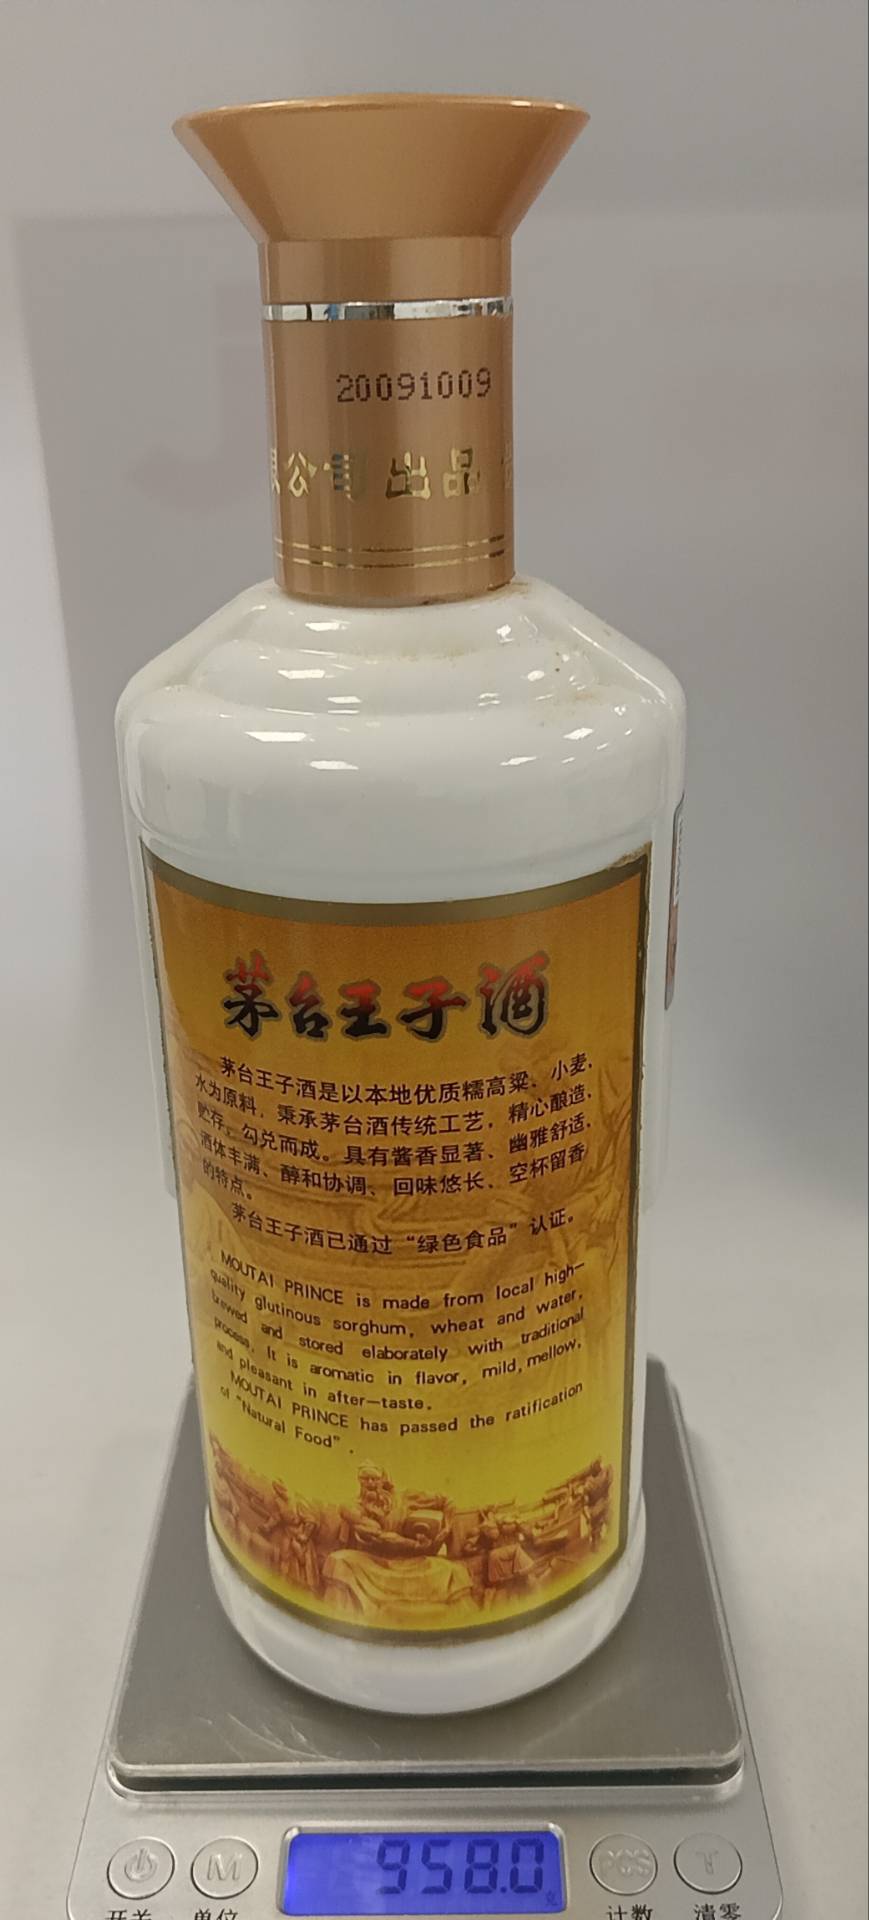 20091009
公司 出品
茅台王子酒
茅台王子酒是以本地优质糯高粱、小麦、
水为原料，秉承茅台酒传统工艺，精心酿造、
贮存、勾兑而成。具有酱香显著、幽雅舒适、
酒体丰满、醇和协调、回味悠长、空杯留香
的特点。
茅台王子酒已通过“绿色食品”认证。
MOUTAI PRINCE is made from local high-
quality glutinous sorghum, wheat and water,
brewed and stored elaborately with traditional
process. It is aromatic in flavor, mild, mellow,
and pleasant in after-taste.
MOUTAI PRINCE has passed the ratification
of "Natural Food".
958.0
克
M
PCS
T
开关
单位
计数
清零